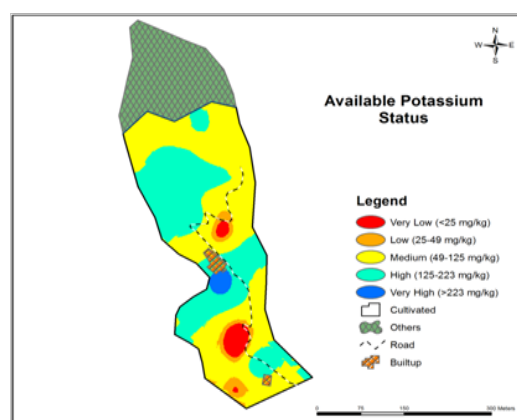 N
W E
S
Available Potassium
Status
Legend
Very Low (<25 mg/kg)
Low (25-49 mg/kg)
Medium (49-125 mg/kg)
High (125-223 mg/kg)
Very High (>223 mg/kg)
Cultivated
Others
Road
Builtup
0 75 150 300 Meters